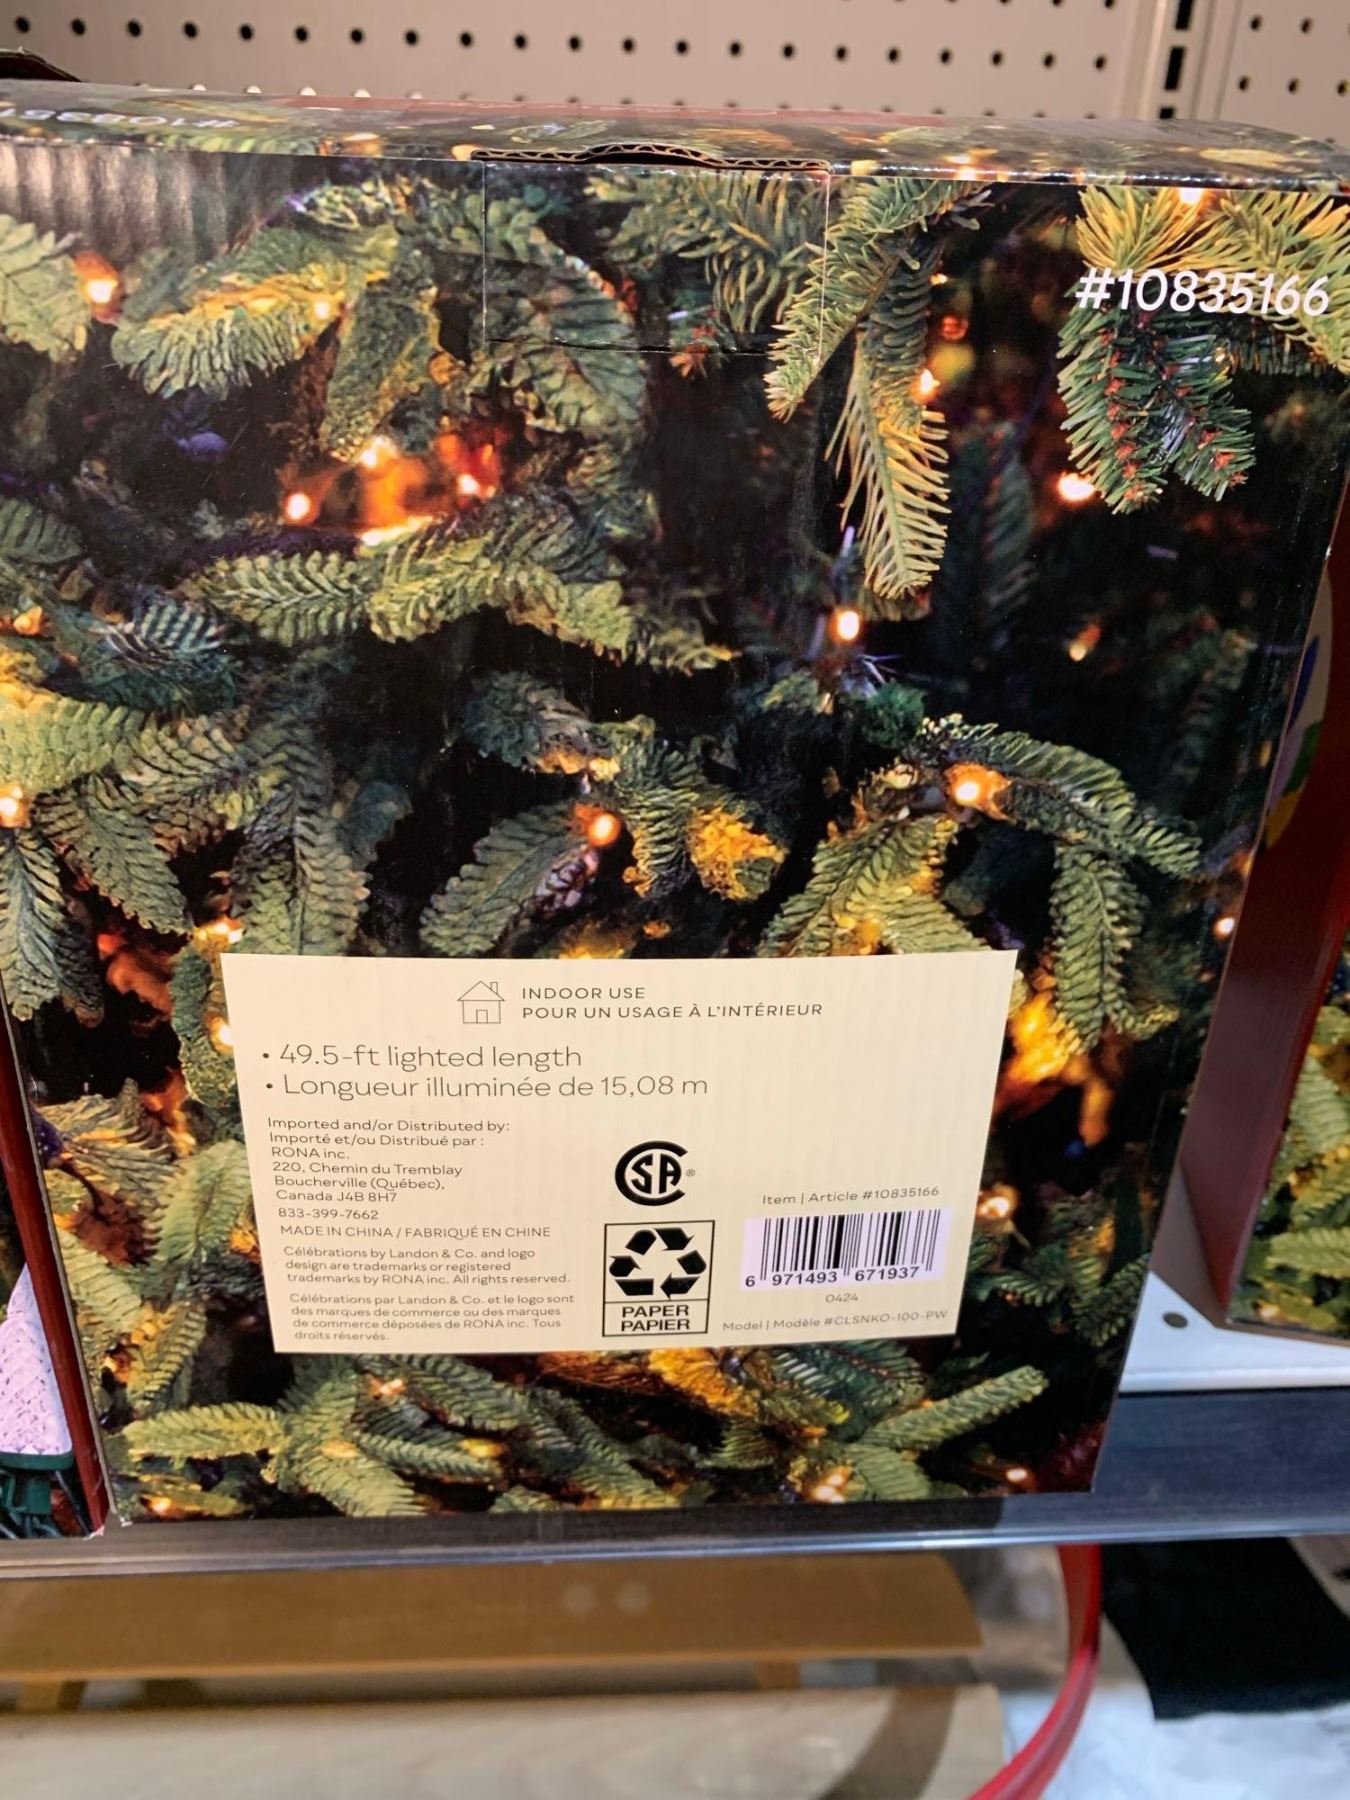 #108351
#10835166
INDOOR USE
POUR UN USAGE À L'INTÉRIEUR
• 49.5-ft lighted length
• Longueur illuminée de 15,08 m
Imported and/or Distributed by:
Importé et/ou Distribué par :
RONA inc.
220, Chemin du Tremblay
Boucherville (Québec),
Canada J4B 8H7
833-399-7662
MADE IN CHINA / FABRIQUÉ EN CHINE
Célébrations by Landon & Co. and logo
design are trademarks or registered
trademarks by RONA inc. All rights reserved.
Célébrations par Landon & Co. et le logo sont
des marques de commerce ou des marques
de commerce déposées de RONA inc. Tous
droits réservés.
CSA®
PAPER
PAPIER
Item | Article #10835166
6 971493 671937
0424
Model | Modèle #CLSNKO-100-PW